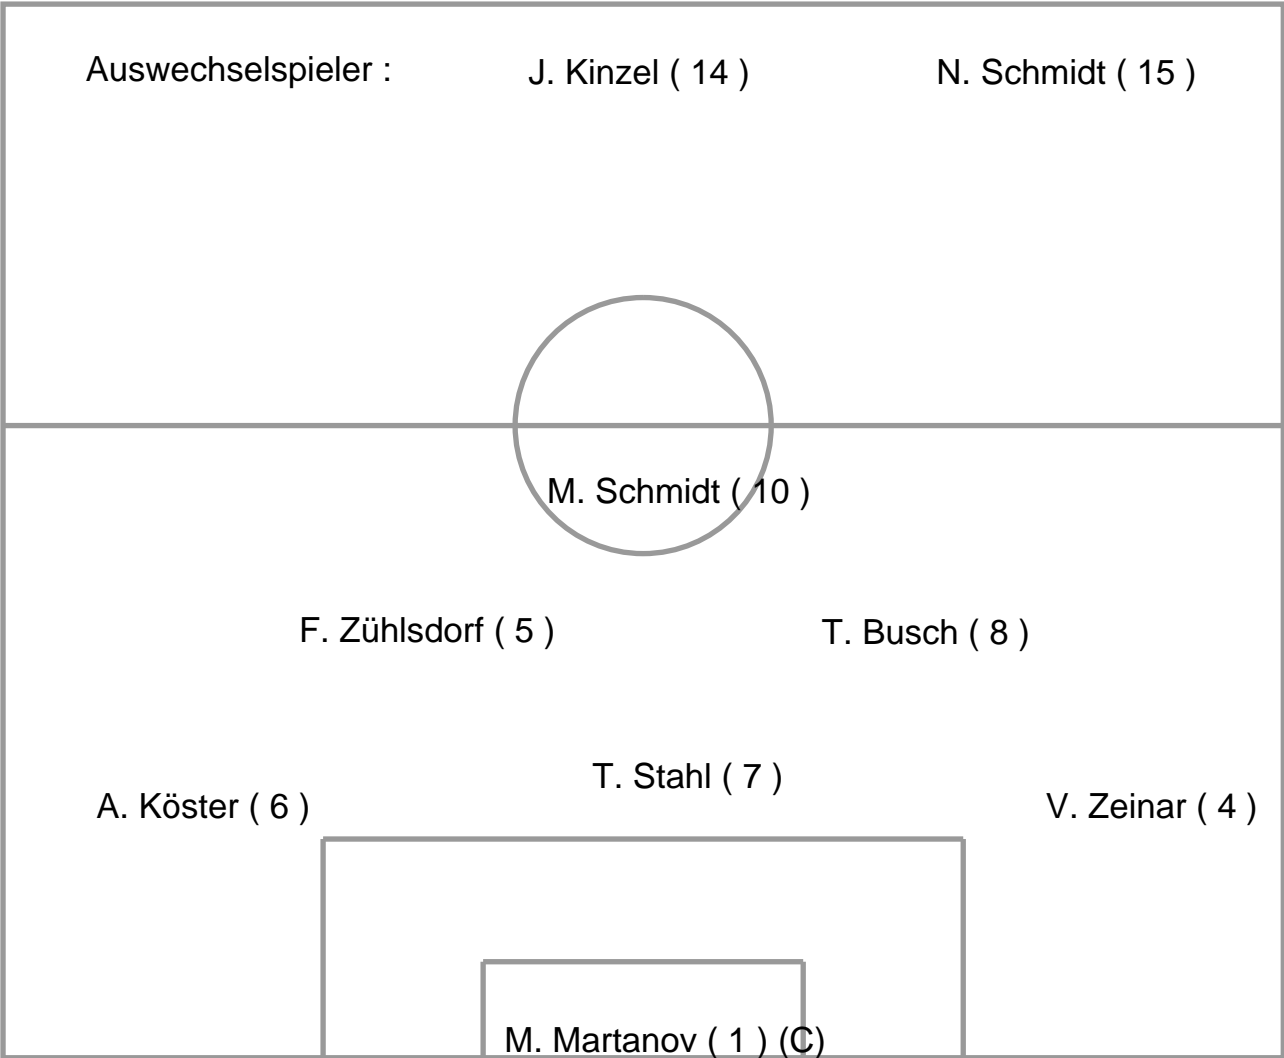 Auswechselspieler : J. Kinzel ( 14 ) N. Schmidt ( 15 )
M. Schmidt ( 10 )
F. Zühlsdorf ( 5 ) T. Busch ( 8 )
T. Stahl ( 7 )
A. Köster ( 6 ) V. Zeinar ( 4 )
M. Martanov ( 1 ) (C)